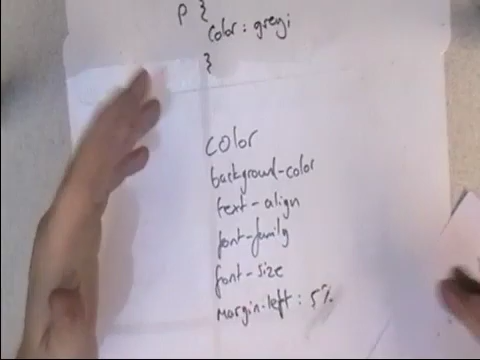 p {
color: grey;
}
color
background-color
text-align
font-family
font-size
margin-left: 5%